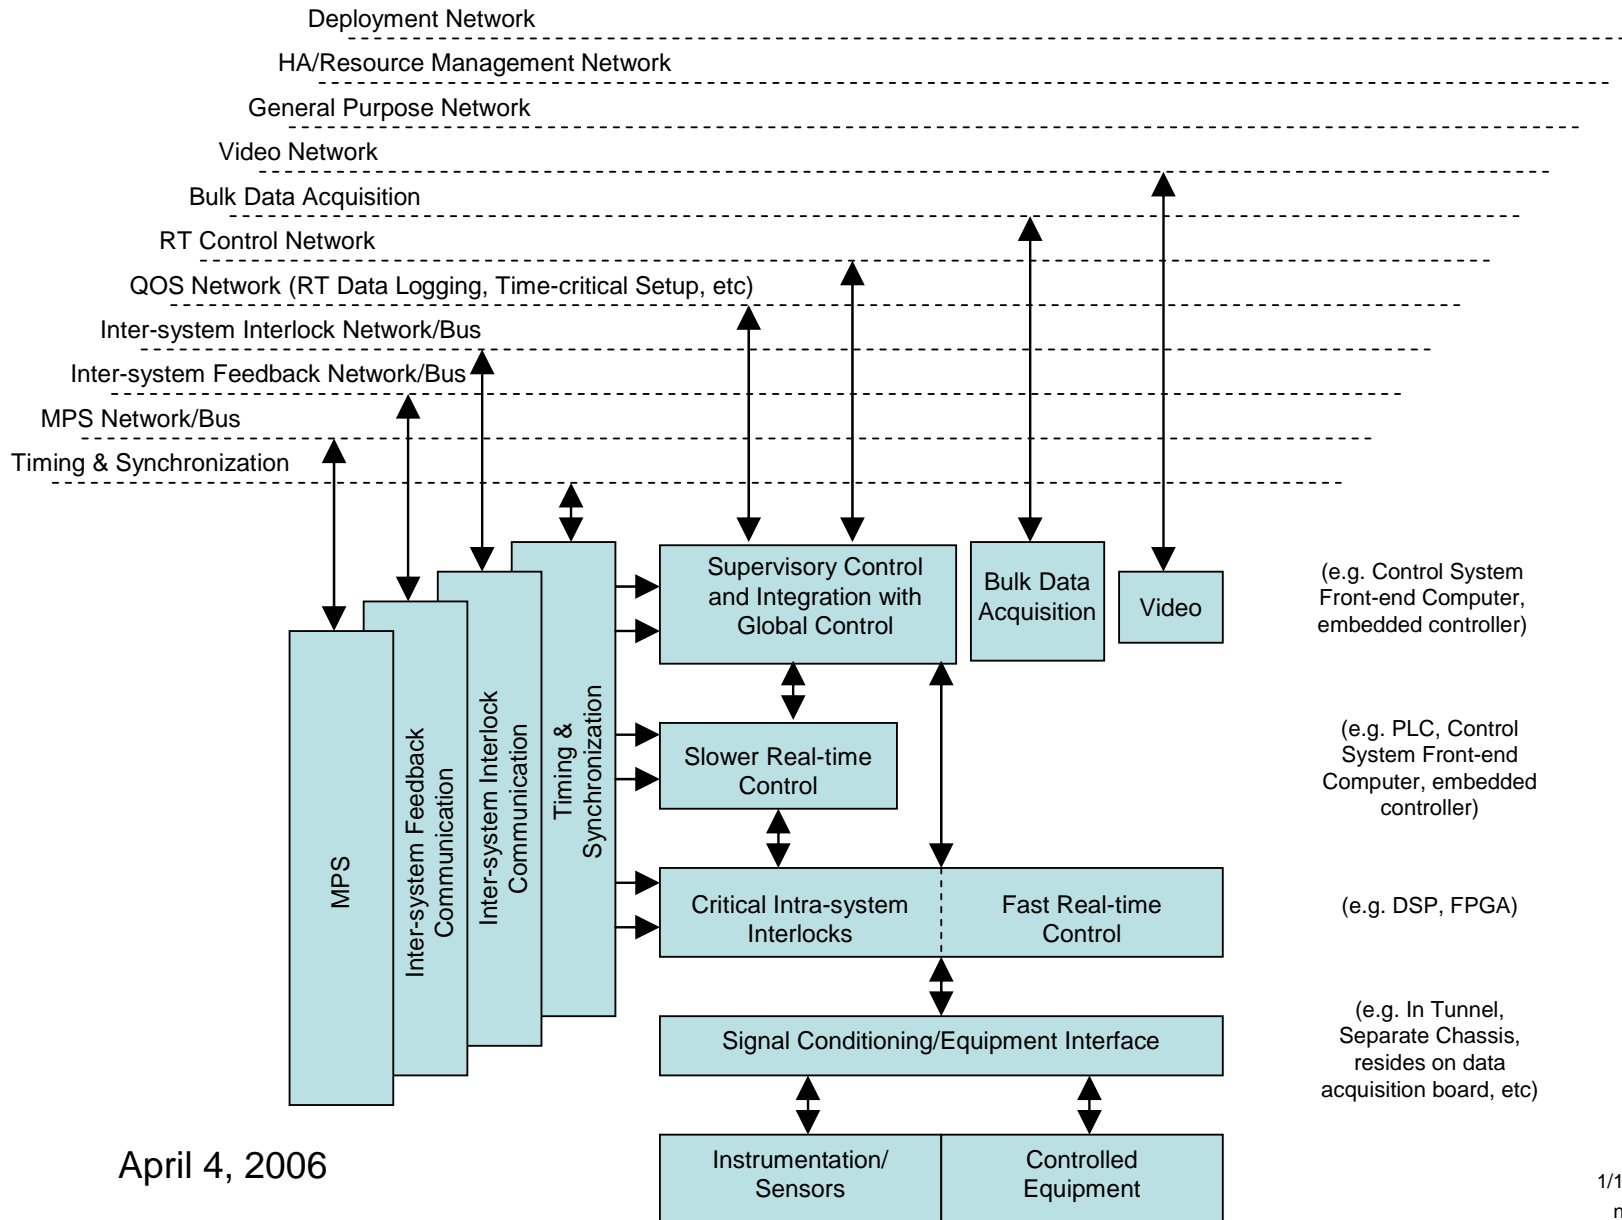 Deployment Network
HA/Resource Management Network
General Purpose Network
Video Network
Bulk Data Acquisition
RT Control Network
QOS Network (RT Data Logging, Time-critical Setup, etc)
Inter-system Interlock Network/Bus
Inter-system Feedback Network/Bus
MPS Network/Bus
Timing & Synchronization
MPS
Inter-system Feedback
Communication
Inter-system Interlock
Communication
Timing &
Synchronization
Supervisory Control
and Integration with
Global Control
Bulk Data
Acquisition
Video
(e.g. Control System
Front-end Computer,
embedded controller)
Slower Real-time
Control
(e.g. PLC, Control
System Front-end
Computer, embedded
controller)
Critical Intra-system
Interlocks
Fast Real-time
Control
(e.g. DSP, FPGA)
Signal Conditioning/Equipment Interface
(e.g. In Tunnel,
Separate Chassis,
resides on data
acquisition board, etc)
Instrumentation/
Sensors
Controlled
Equipment
April 4, 2006